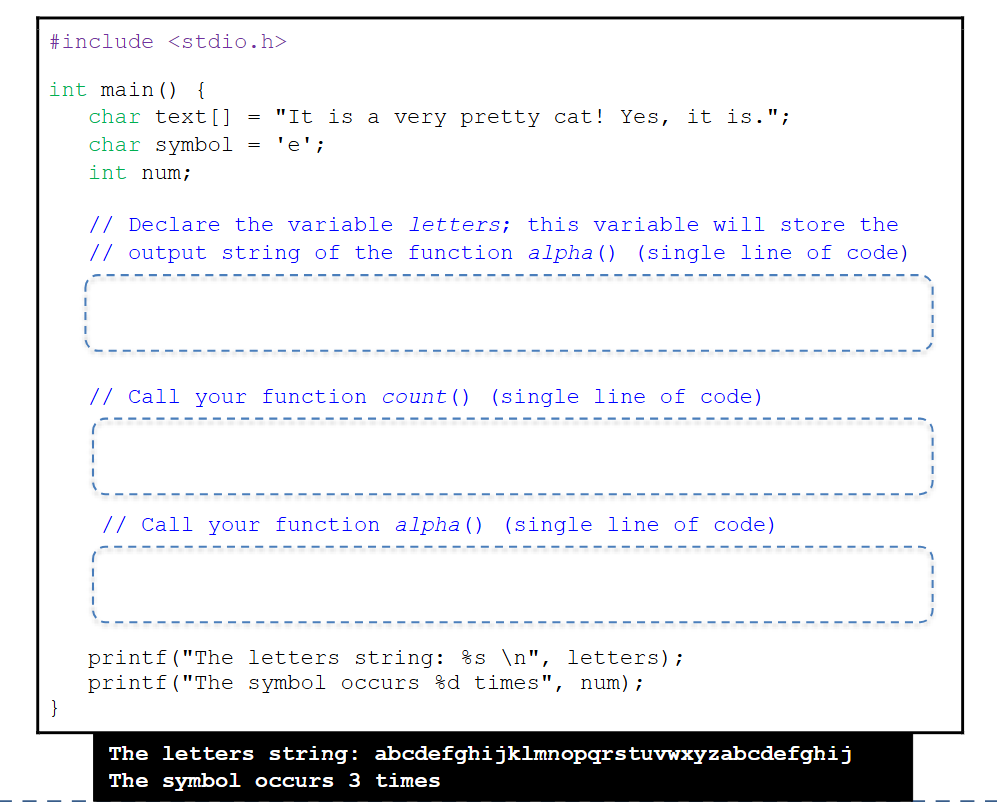 #include <stdio.h>
int main() {
char text[] = "It is a very pretty cat! Yes, it is.";
char symbol = 'e';
int num;
// Declare the variable letters; this variable will store the
// output string of the function alpha() (single line of code)
// Call your function count() (single line of code)
// Call your function alpha() (single line of code)
printf("The letters string: %s \n", letters);
printf("The symbol occurs %d times", num);
}
The letters string: abcdefghijklmnopqrstuvwxyzabcdefghij
The symbol occurs 3 times